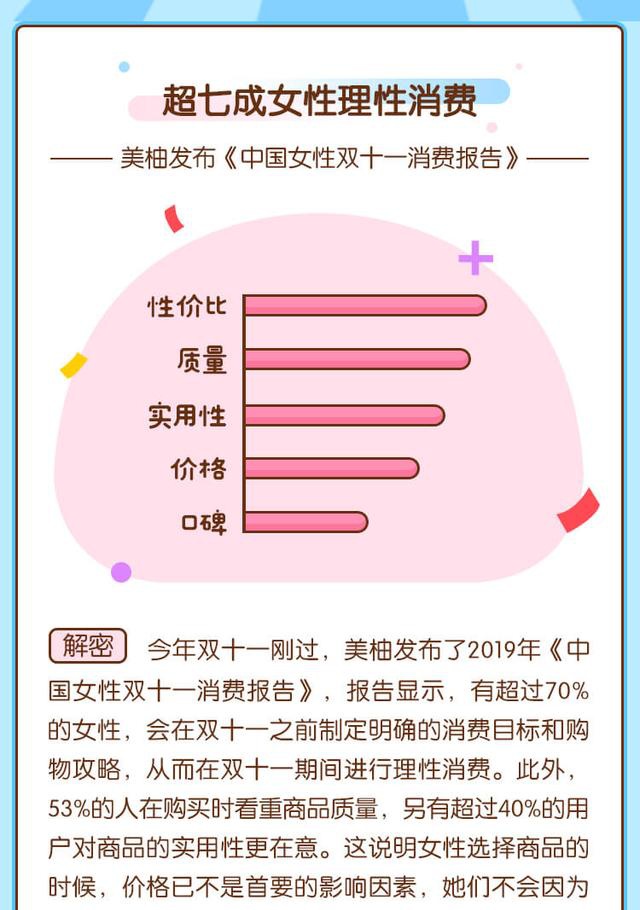 超七成女性理性消费
美柚发布《中国女性双十一消费报告》
性价比
质量
实用性
价格
口碑
解密 今年双十一刚过，美柚发布了2019年《中
国女性双十一消费报告》，报告显示，有超过70%
的女性，会在双十一之前制定明确的消费目标和购
物攻略，从而在双十一期间进行理性消费。此外，
53%的人在购买时看重商品质量，另有超过40%的用
户对商品的实用性更在意。这说明女性选择商品的
时候，价格已不是首要的影响因素，她们不会因为